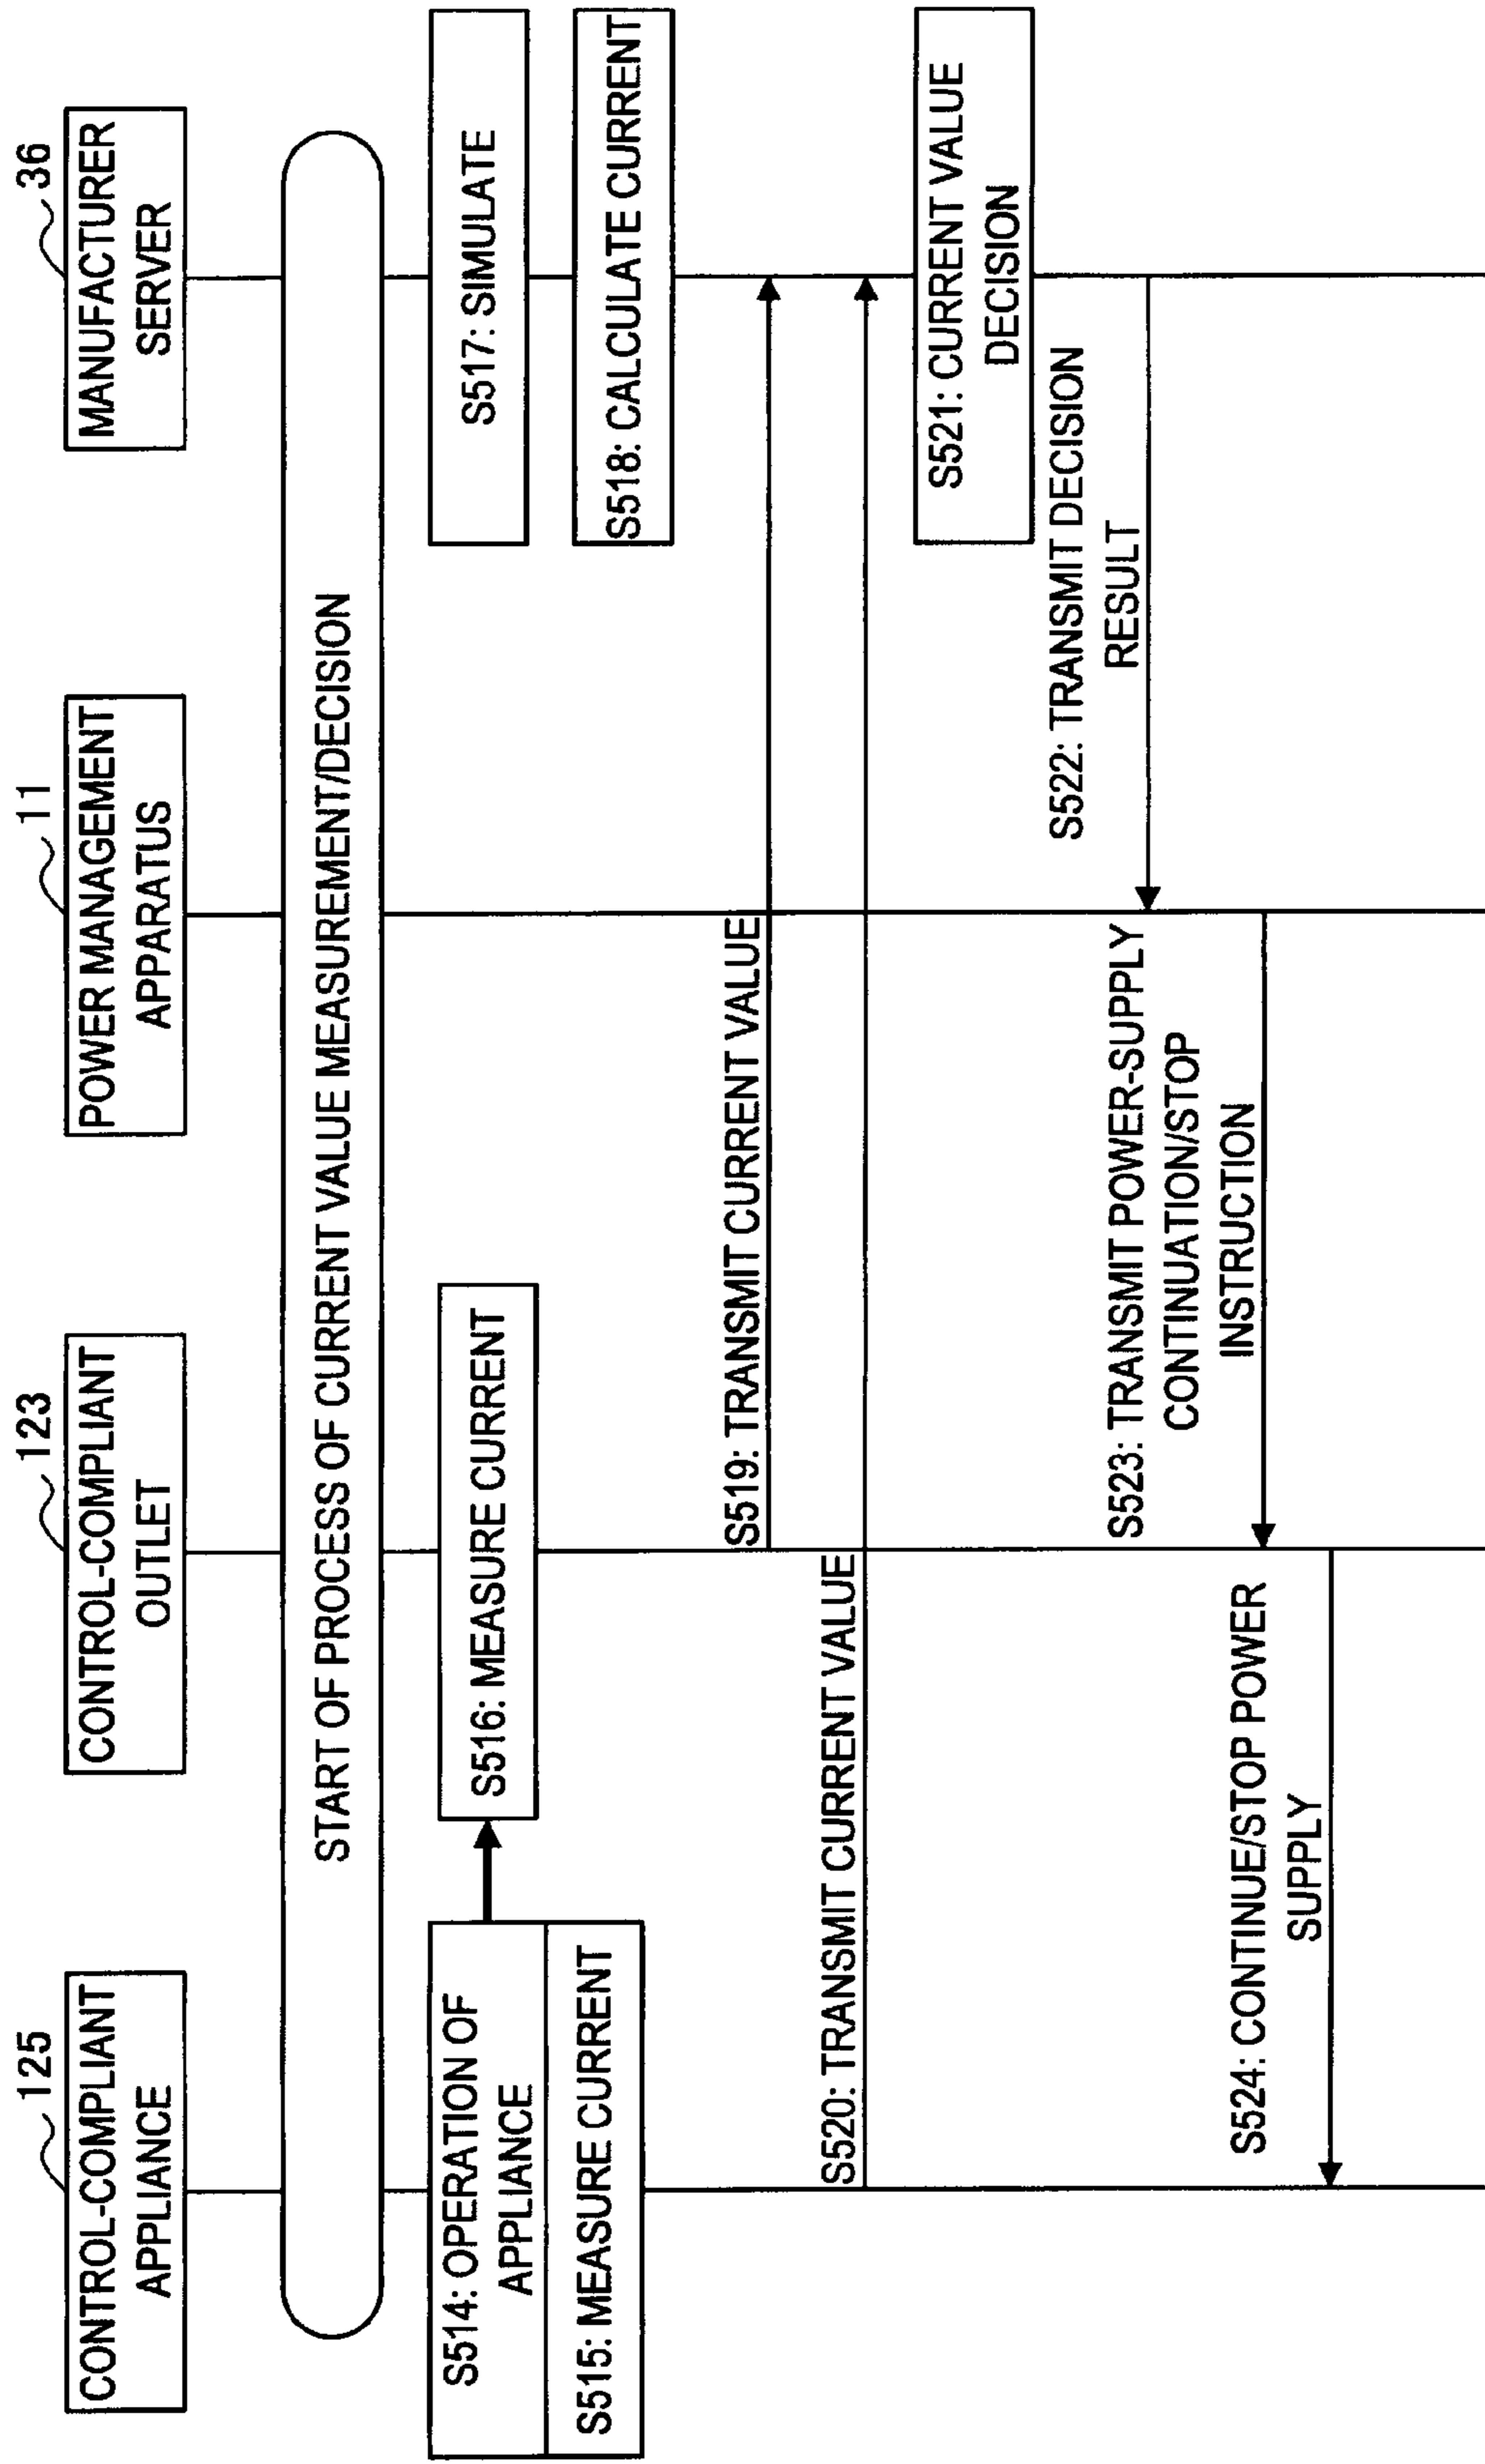 125
CONTROL-COMPLIANT
APPLIANCE
123
CONTROL-COMPLIANT
OUTLET
11
POWER MANAGEMENT
APPARATUS
36
MANUFACTURER
SERVER
START OF PROCESS OF CURRENT VALUE MEASUREMENT/DECISION
S514: OPERATION OF
APPLIANCE
S515: MEASURE CURRENT
S516: MEASURE CURRENT
S517: SIMULATE
S518: CALCULATE CURRENT
S519: TRANSMIT CURRENT VALUE
S520: TRANSMIT CURRENT VALUE
S521: CURRENT VALUE
DECISION
S522: TRANSMIT DECISION
RESULT
S523: TRANSMIT POWER-SUPPLY
CONTINUATION/STOP
INSTRUCTION
S524: CONTINUE/STOP POWER
SUPPLY